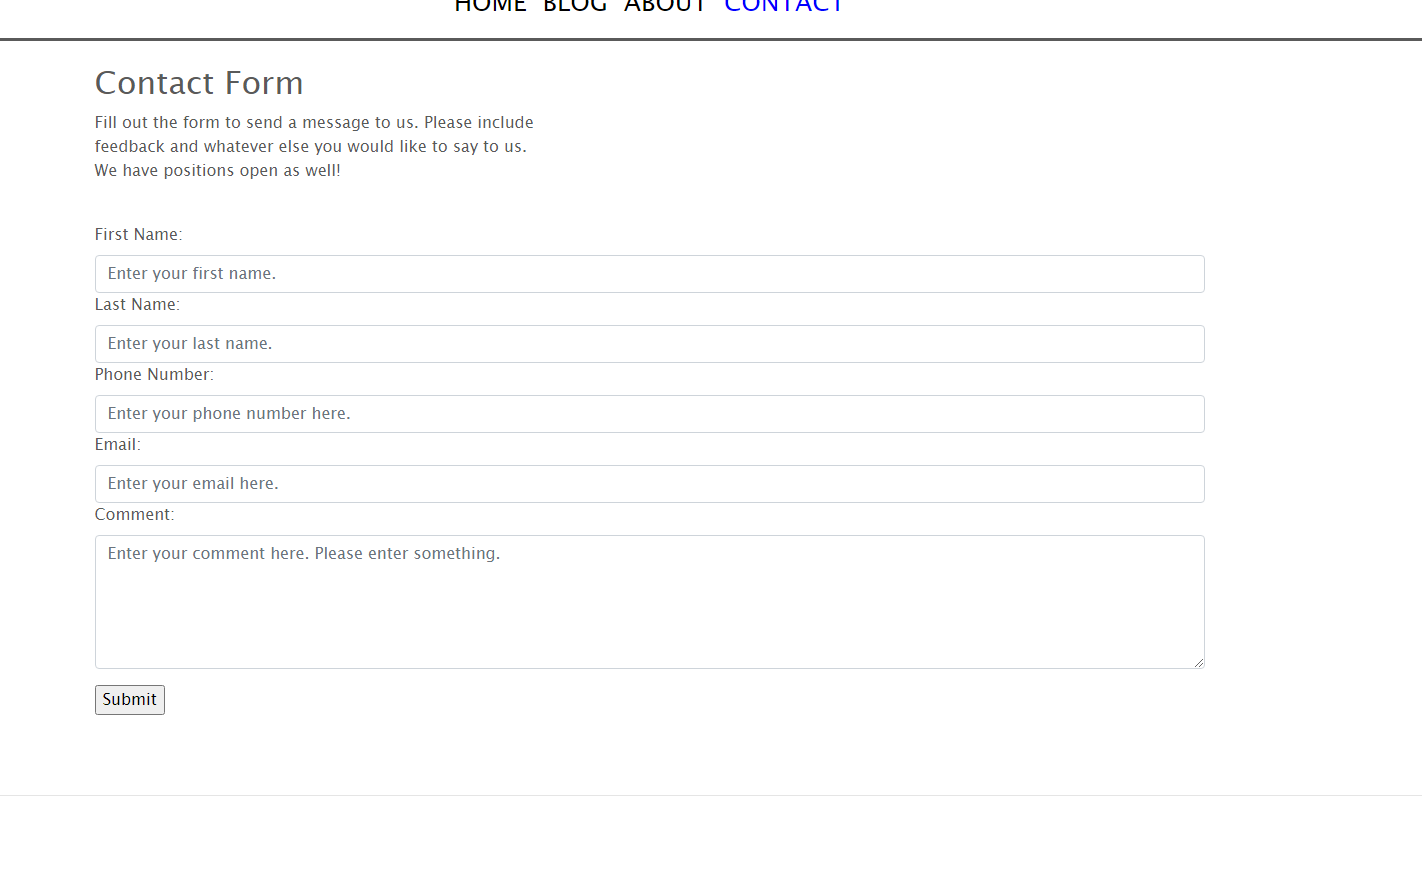 HOME BLOG ABOUT CONTACT
Contact Form
Fill out the form to send a message to us. Please include
feedback and whatever else you would like to say to us.
We have positions open as well!
First Name:
Enter your first name.
Last Name:
Enter your last name.
Phone Number:
Enter your phone number here.
Email:
Enter your email here.
Comment:
Enter your comment here. Please enter something.
Submit